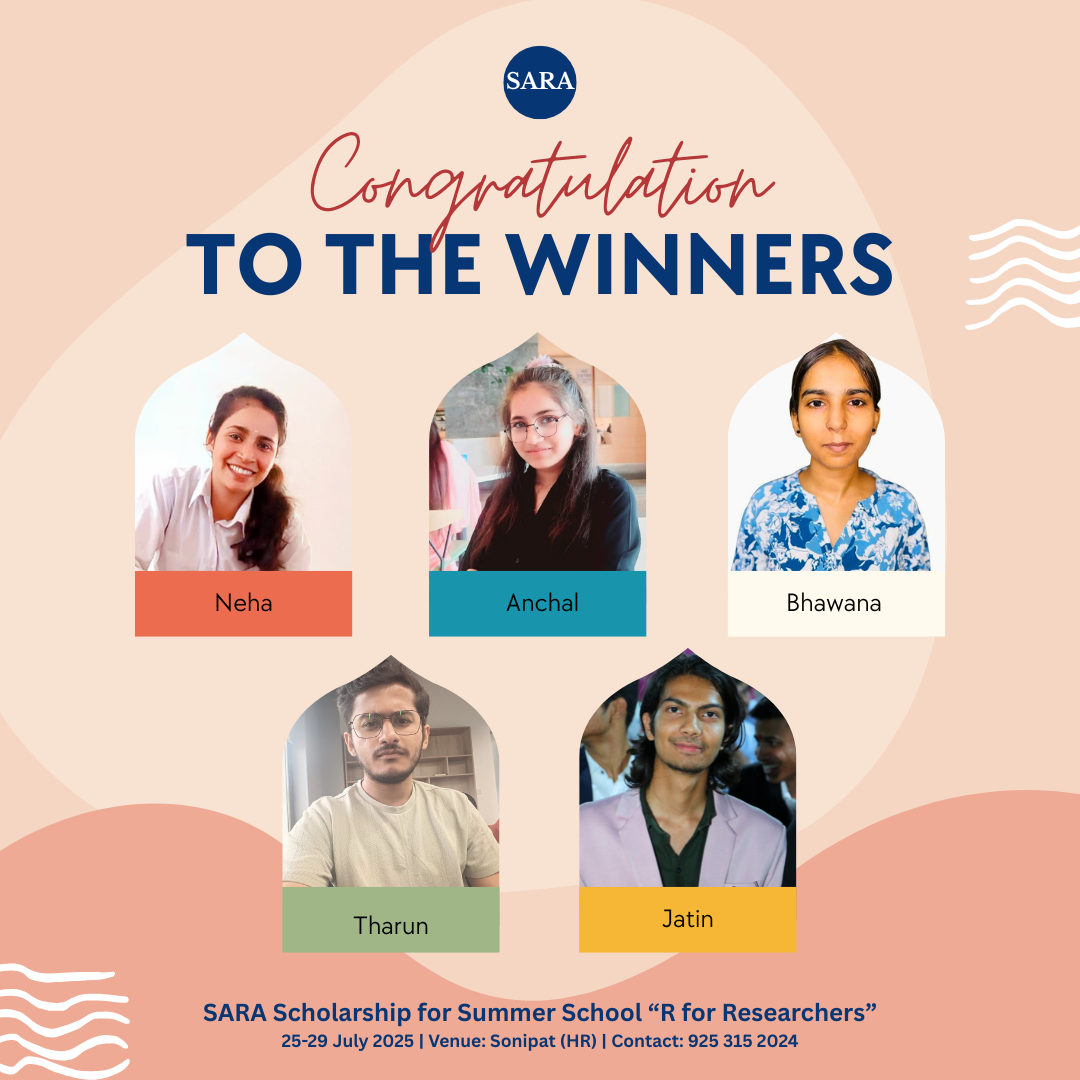 SARA
Congratulation
TO THE WINNERS
Neha
Anchal
Bhawana
Tharun
Jatin
SARA Scholarship for Summer School “R for Researchers”
25-29 July 2025 | Venue: Sonipat (HR) | Contact: 925 315 2024